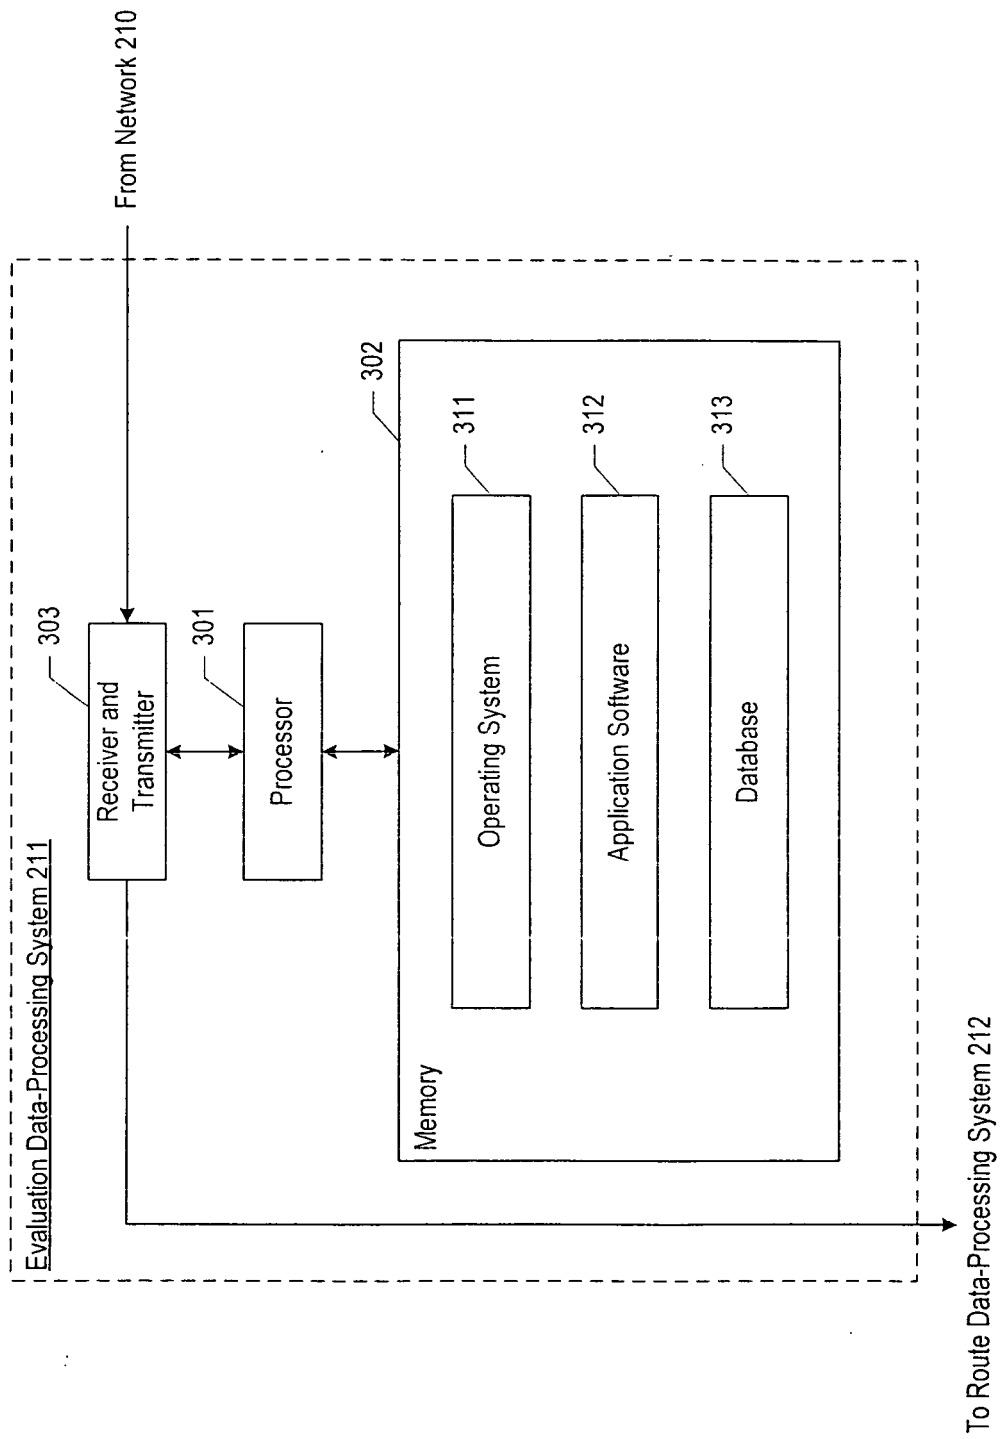 Evaluation Data-Processing System 211
From Network 210
303
Receiver and
Transmitter
301
Processor
302
Memory
311
Operating System
312
Application Software
313
Database
To Route Data-Processing System 212